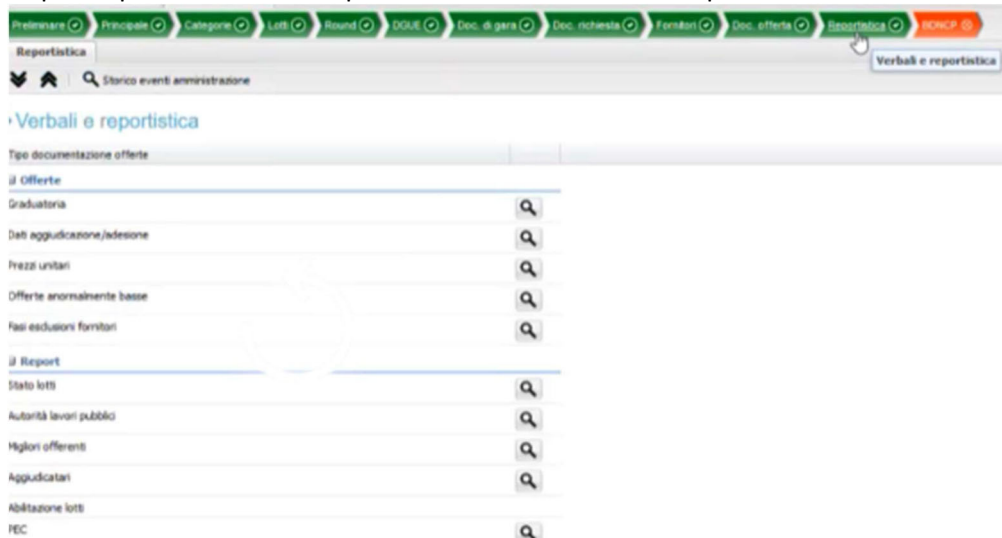 Preliminare Principale Categorie Lotti Round DGUE Doc. di gara Doc. richiesta Fornitori Doc. offerta Reportistica BDNCP
Reportistica
Verbali e reportistica
Storico eventi amministrazione
Verbali e reportistica
Tipo documentazione offerte
Offerte
Graduatoria
Dati aggiudicazione/adesione
Prezzi unitari
Offerte anormalmente basse
Fasi esclusioni fornitori
Report
Stato lotti
Autorità lavori pubblici
Migliori offerenti
Aggiudicatari
Abilitazione lotti
PEC